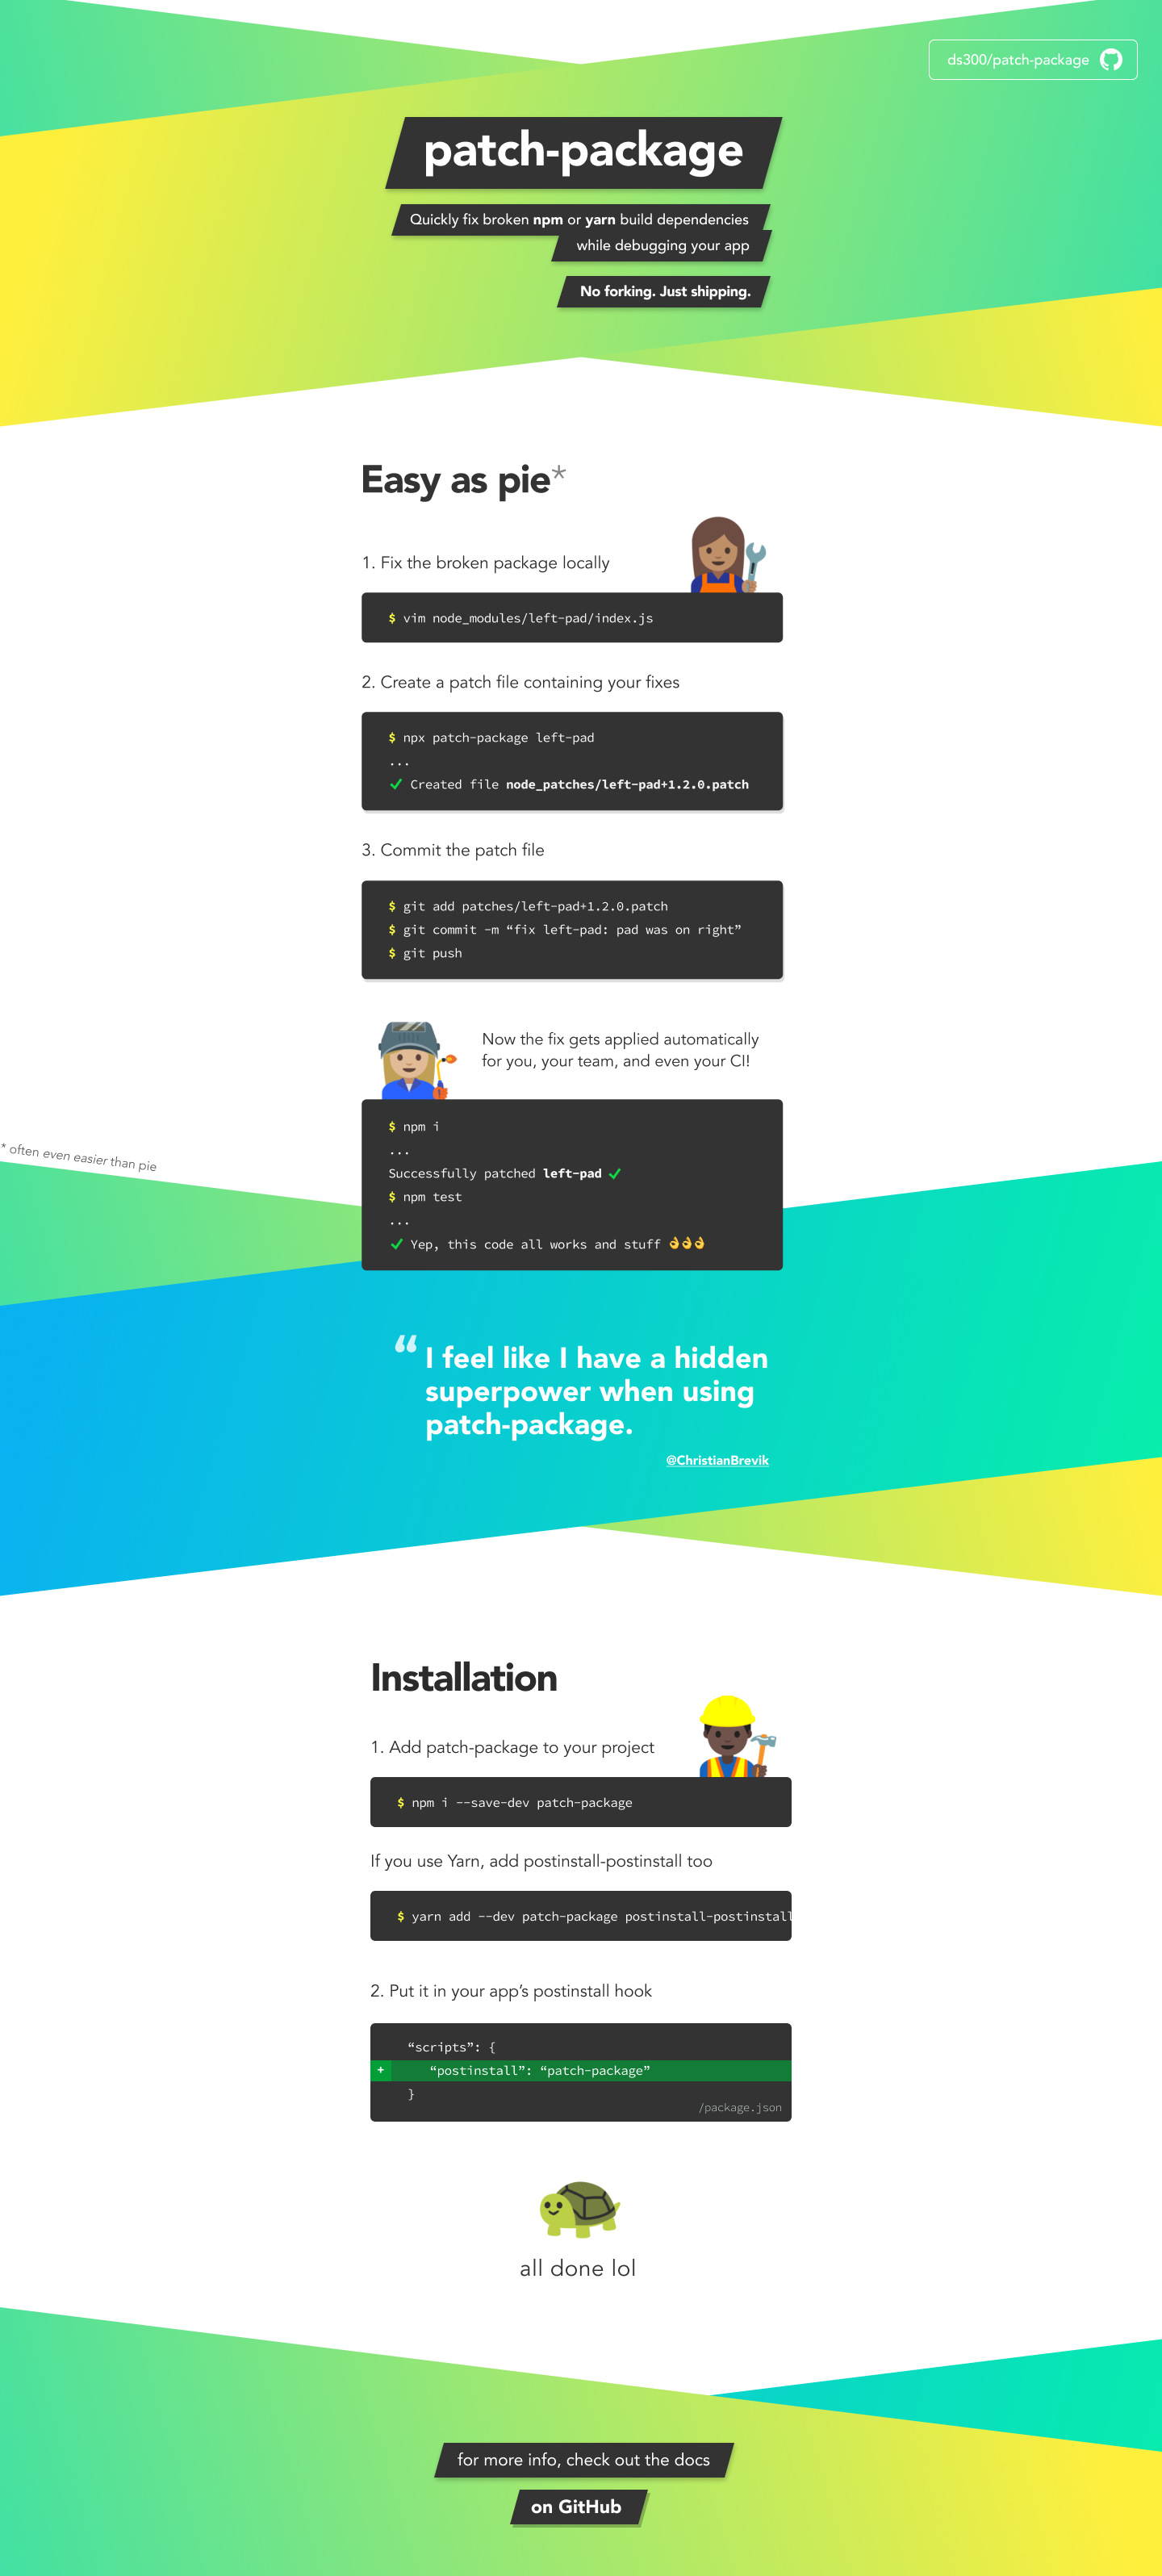 ds300/patch-package
patch-package
Quickly fix broken npm or yarn build dependencies
while debugging your app
No forking. Just shipping.
Easy as pie*
1. Fix the broken package locally
$ vim node_modules/left-pad/index.js
2. Create a patch file containing your fixes
$ npx patch-package left-pad
...
✔ Created file node_patches/left-pad+1.2.0.patch
3. Commit the patch file
$ git add patches/left-pad+1.2.0.patch
$ git commit -m “fix left-pad: pad was on right”
$ git push
Now the fix gets applied automatically
for you, your team, and even your CI!
$ npm i
...
Successfully patched left-pad ✔
$ npm test
...
✔ Yep, this code all works and stuff 👌👌👌
* often even easier than pie
“ I feel like I have a hidden
superpower when using
patch-package.
@ChristianBrevik
Installation
1. Add patch-package to your project
$ npm i --save-dev patch-package
If you use Yarn, add postinstall-postinstall too
$ yarn add --dev patch-package postinstall-postinstall
2. Put it in your app’s postinstall hook
“scripts”: {
+ “postinstall”: “patch-package”
}
/package.json
all done lol
for more info, check out the docs
on GitHub